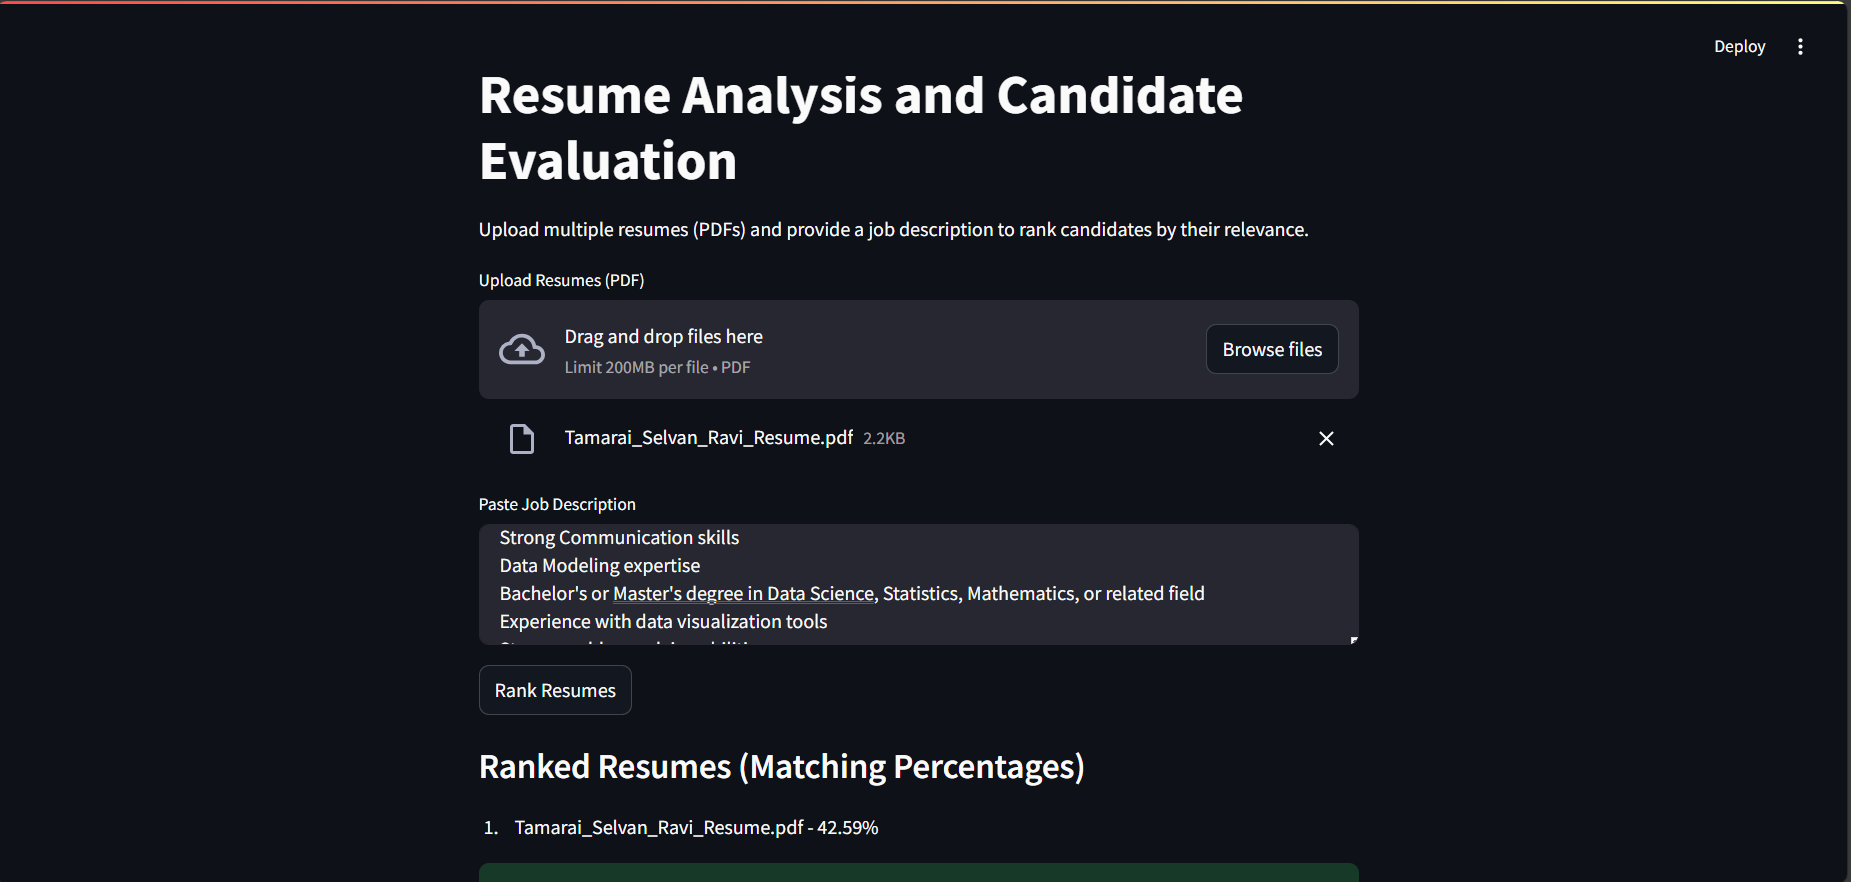 Deploy
Resume Analysis and Candidate
Evaluation
Upload multiple resumes (PDFs) and provide a job description to rank candidates by their relevance.
Upload Resumes (PDF)
Drag and drop files here
Limit 200MB per file • PDF
Browse files
Tamarai_Selvan_Ravi_Resume.pdf 2.2KB
Paste Job Description
Strong Communication skills
Data Modeling expertise
Bachelor's or Master's degree in Data Science, Statistics, Mathematics, or related field
Experience with data visualization tools
Rank Resumes
Ranked Resumes (Matching Percentages)
1. Tamarai_Selvan_Ravi_Resume.pdf - 42.59%